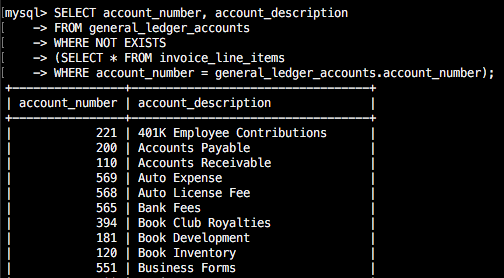 mysql> SELECT account_number, account_description
-> FROM general_ledger_accounts
-> WHERE NOT EXISTS
-> (SELECT * FROM invoice_line_items
-> WHERE account_number = general_ledger_accounts.account_number);
+----------------+--------------------------------+
| account_number | account_description |
+----------------+--------------------------------+
| 221 | 401K Employee Contributions
| 200 | Accounts Payable
| 110 | Accounts Receivable
| 569 | Auto Expense
| 568 | Auto License Fee
| 565 | Bank Fees
| 394 | Book Club Royalties
| 181 | Book Development
| 120 | Book Inventory
| 551 | Business Forms